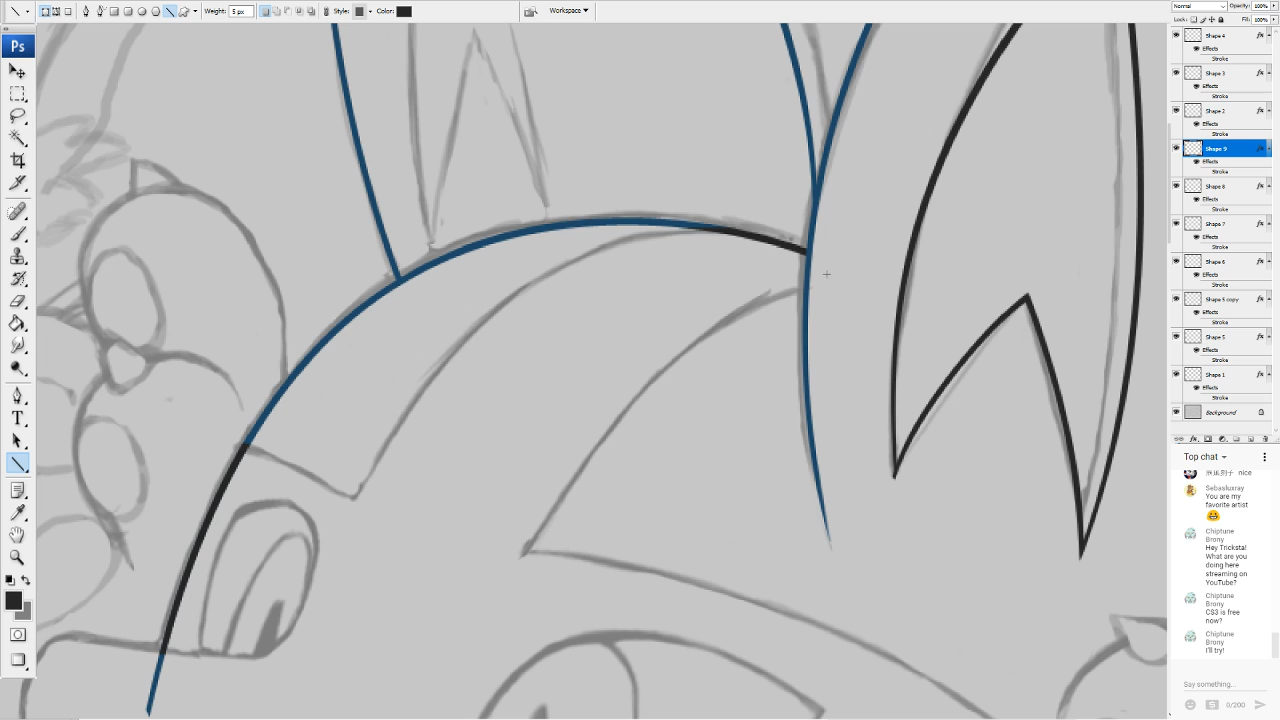 Weight: 5 px
Style:
Color:
Workspace
Normal
Opacity: 100%
Lock:
Fill: 100%
Ps
T
Shape 4
Effects
Stroke
Shape 3
Effects
Stroke
Shape 2
Effects
Stroke
Shape 9
Effects
Stroke
Shape 8
Effects
Stroke
Shape 7
Effects
Stroke
Shape 6
Effects
Stroke
Shape 5 copy
Effects
Stroke
Shape 5
Effects
Stroke
Shape 1
Effects
Stroke
Background
Top chat
nice
Sebasluxray
You are my
favorite artist
Chiptune
Brony
Hey Tricksta!
What are you
doing here
streaming on
YouTube?
Chiptune
Brony
CS3 is free
now?
Chiptune
Brony
I'll try!
Say something...
0/200